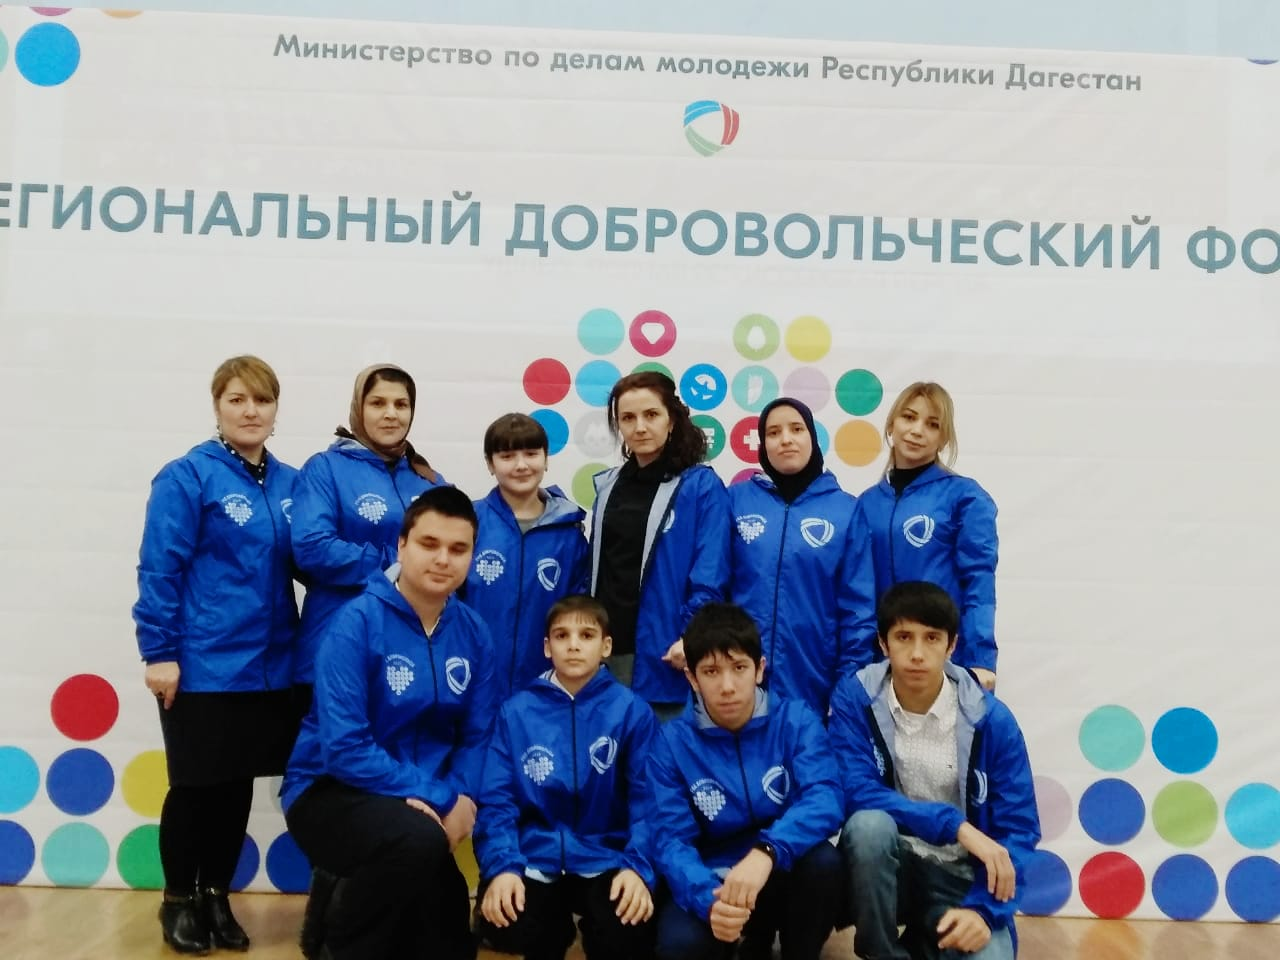 Министерство по делам молодежи Республики Дагестан
ЕГИОНАЛЬНЫЙ ДОБРОВОЛЬЧЕСКИЙ ФО